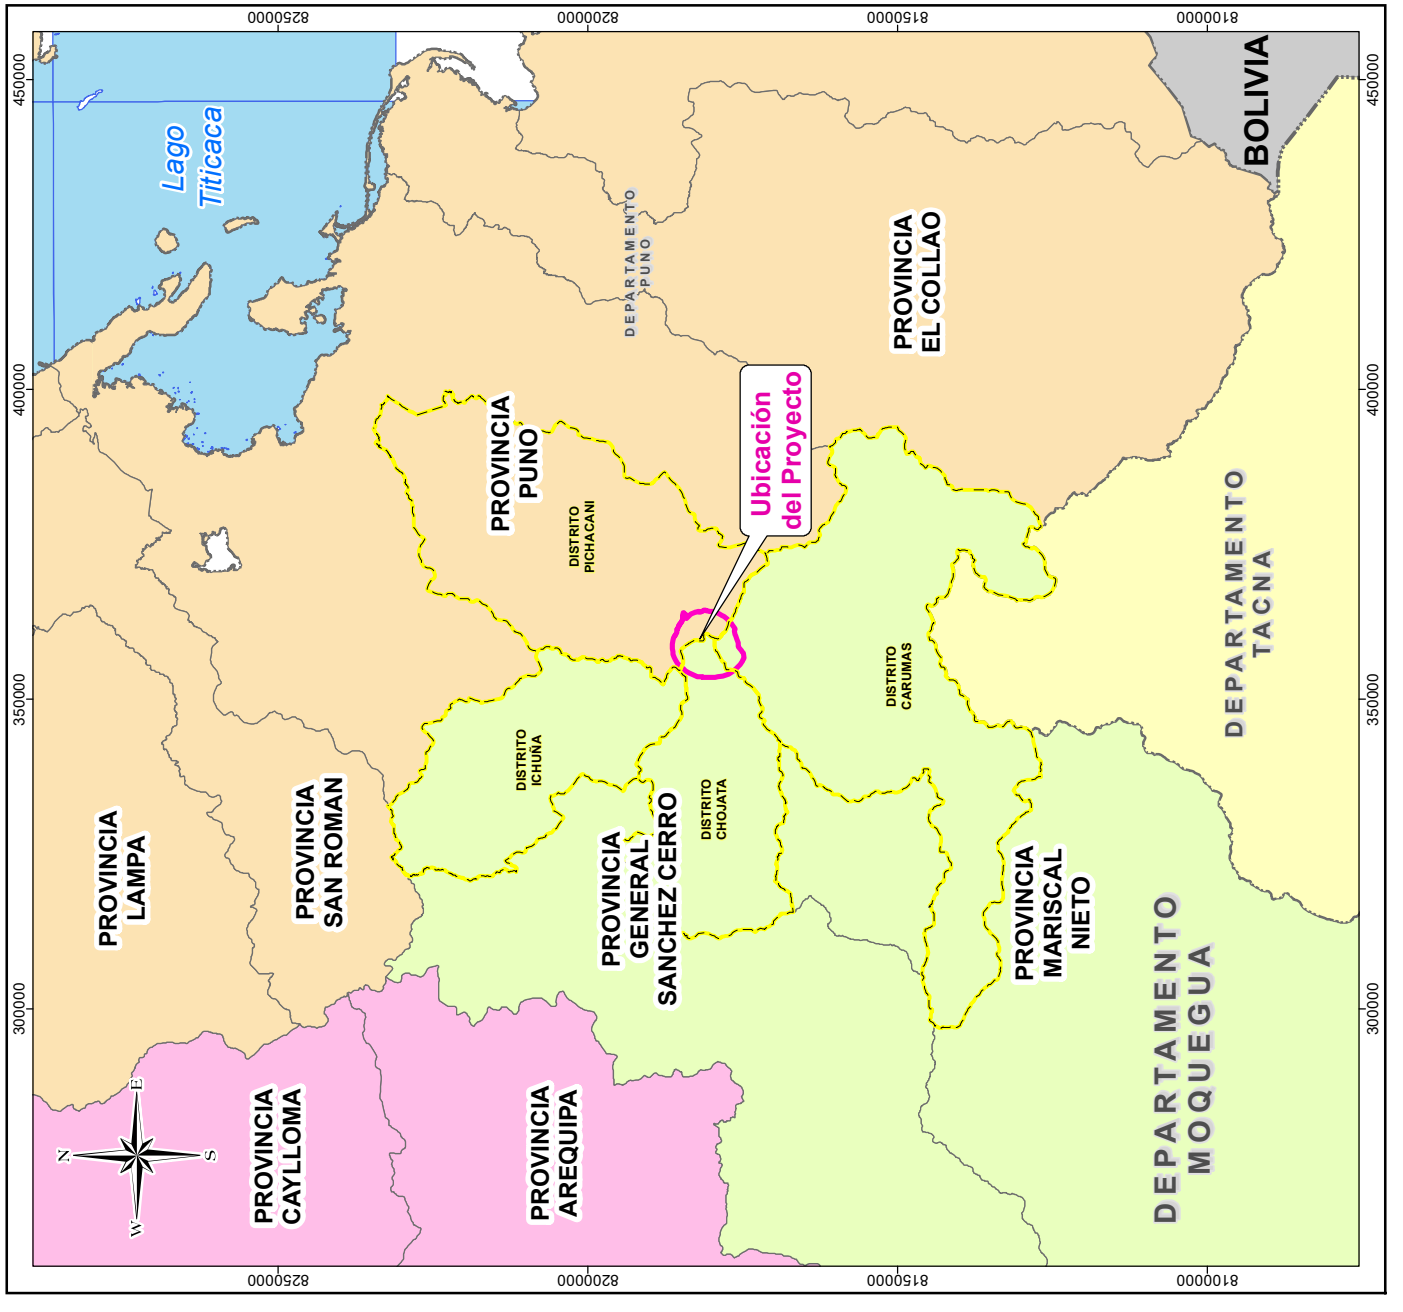 8250000
8200000
8150000
8100000
450000
400000
350000
300000
450000
400000
350000
300000
8250000
8200000
8150000
8100000
Lago
Titicaca
BOLIVIA
DEPARTAMENTO
PUNO
PROVINCIA
EL COLLAO
Ubicación
del Proyecto
PROVINCIA
PUNO
DISTRITO
PICHACANI
DEPARTAMENTO
TACNA
DISTRITO
CARUMAS
DISTRITO
ICHUÑA
DISTRITO
CHOJATA
PROVINCIA
LAMPA
PROVINCIA
SAN ROMAN
PROVINCIA
GENERAL
SANCHEZ CERRO
PROVINCIA
MARISCAL
NIETO
DEPARTAMENTO
MOQUEGUA
PROVINCIA
CAYLLOMA
PROVINCIA
AREQUIPA
N
W
E
S